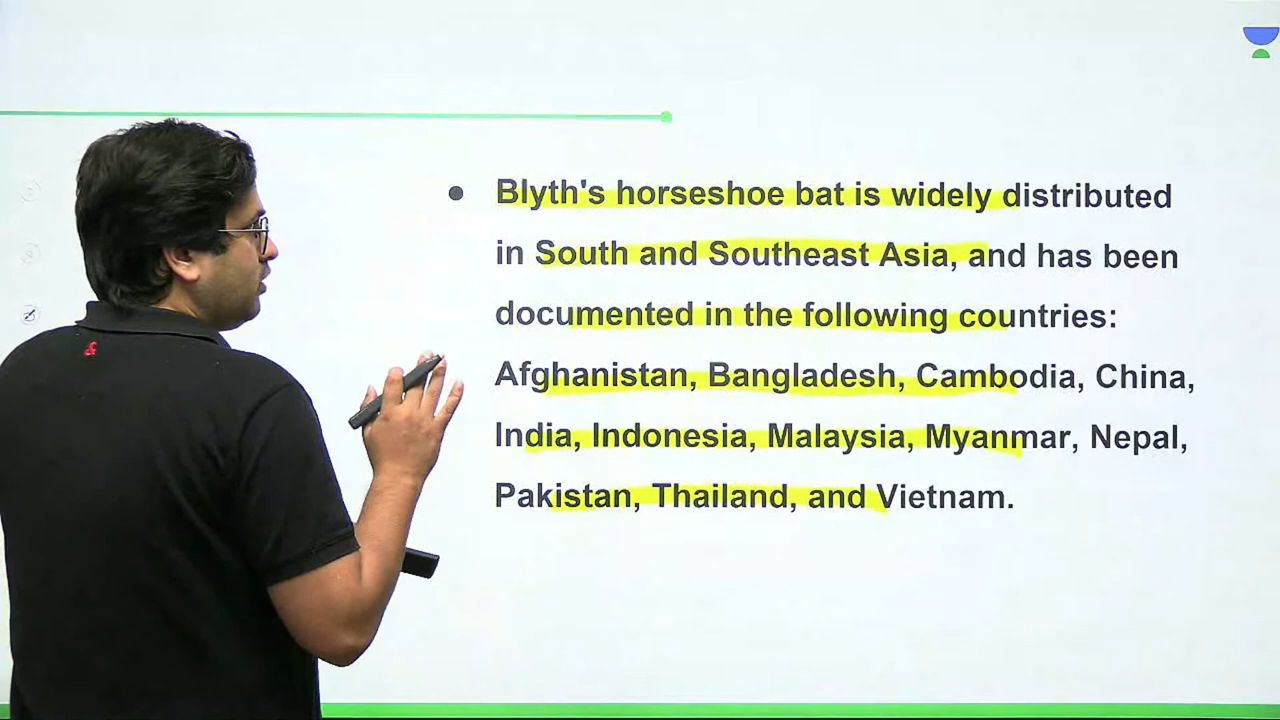 ● Blyth's horseshoe bat is widely distributed
in South and Southeast Asia, and has been
documented in the following countries:
Afghanistan, Bangladesh, Cambodia, China,
India, Indonesia, Malaysia, Myanmar, Nepal,
Pakistan, Thailand, and Vietnam.